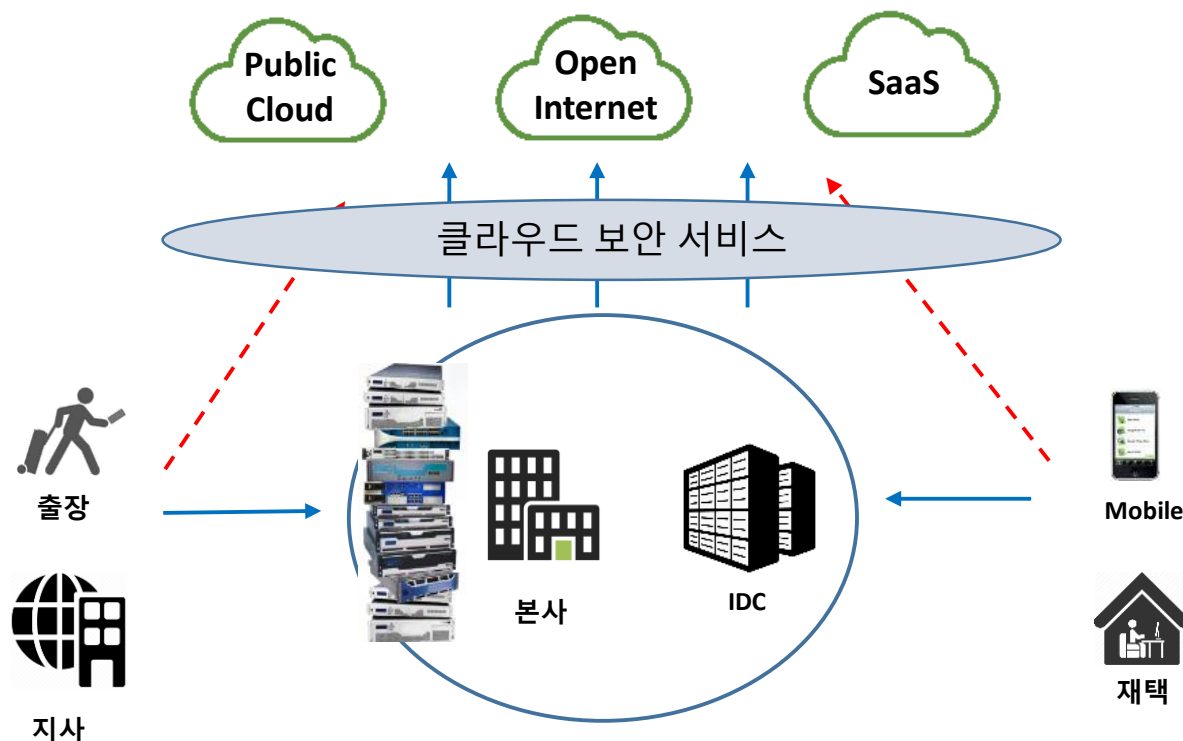 Public
Cloud
Open
Internet
SaaS
클라우드 보안 서비스
출장
Mobile
본사
IDC
지사
재택